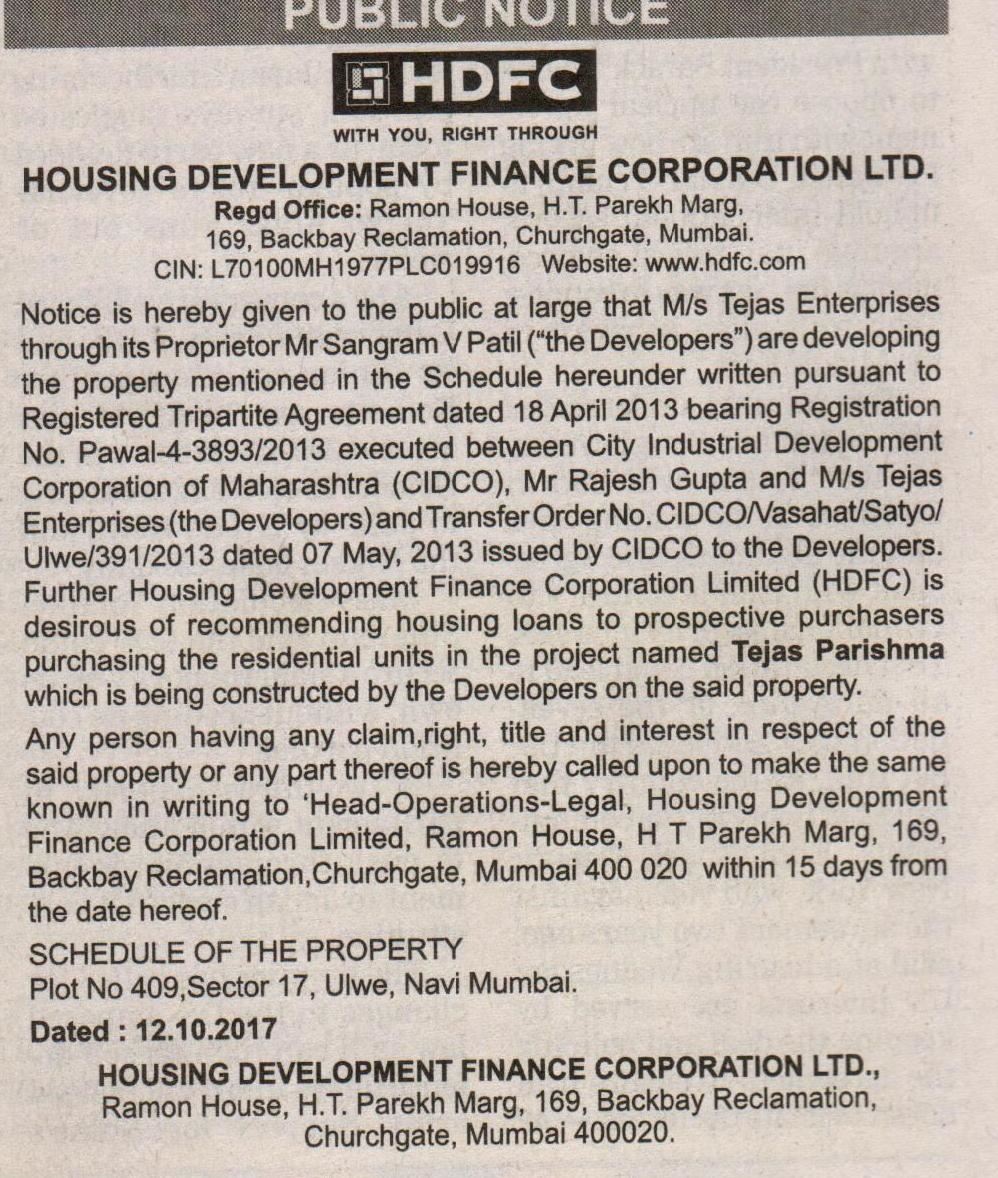 PUBLIC NOTICE
HDFC
WITH YOU, RIGHT THROUGH
HOUSING DEVELOPMENT FINANCE CORPORATION LTD.
Regd Office: Ramon House, H.T. Parekh Marg,
169, Backbay Reclamation, Churchgate, Mumbai.
CIN: L70100MH1977PLC019916 Website: www.hdfc.com
Notice is hereby given to the public at large that M/s Tejas Enterprises
through its Proprietor Mr Sangram V Patil (“the Developers”) are developing
the property mentioned in the Schedule hereunder written pursuant to
Registered Tripartite Agreement dated 18 April 2013 bearing Registration
No. Pawal-4-3893/2013 executed between City Industrial Development
Corporation of Maharashtra (CIDCO), Mr Rajesh Gupta and M/s Tejas
Enterprises (the Developers) and Transfer Order No. CIDCO/Vasahat/Satyo/
Ulwe/391/2013 dated 07 May, 2013 issued by CIDCO to the Developers.
Further Housing Development Finance Corporation Limited (HDFC) is
desirous of recommending housing loans to prospective purchasers
purchasing the residential units in the project named Tejas Parishma
which is being constructed by the Developers on the said property.
Any person having any claim,right, title and interest in respect of the
said property or any part thereof is hereby called upon to make the same
known in writing to ‘Head-Operations-Legal, Housing Development
Finance Corporation Limited, Ramon House, H T Parekh Marg, 169,
Backbay Reclamation,Churchgate, Mumbai 400 020 within 15 days from
the date hereof.
SCHEDULE OF THE PROPERTY
Plot No 409,Sector 17, Ulwe, Navi Mumbai.
Dated : 12.10.2017
HOUSING DEVELOPMENT FINANCE CORPORATION LTD.,
Ramon House, H.T. Parekh Marg, 169, Backbay Reclamation,
Churchgate, Mumbai 400020.